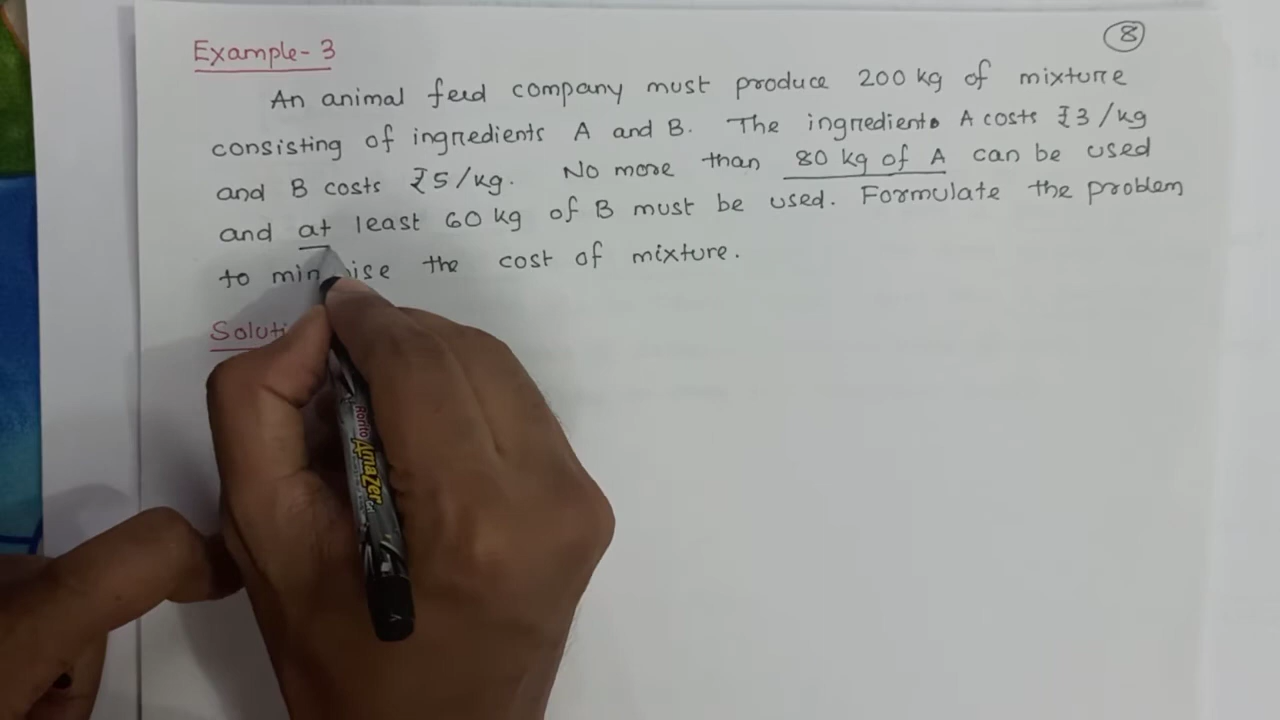 8
Example- 3
An animal feed company must produce 200 kg of mixture
consisting of ingredients A and B. The ingredient A costs ₹3/kg
and B costs ₹5/kg. No more than 80 kg of A can be used
and at least 60 kg of B must be used. Formulate the problem
to the cost of mixture.
Rorito
AmaZer